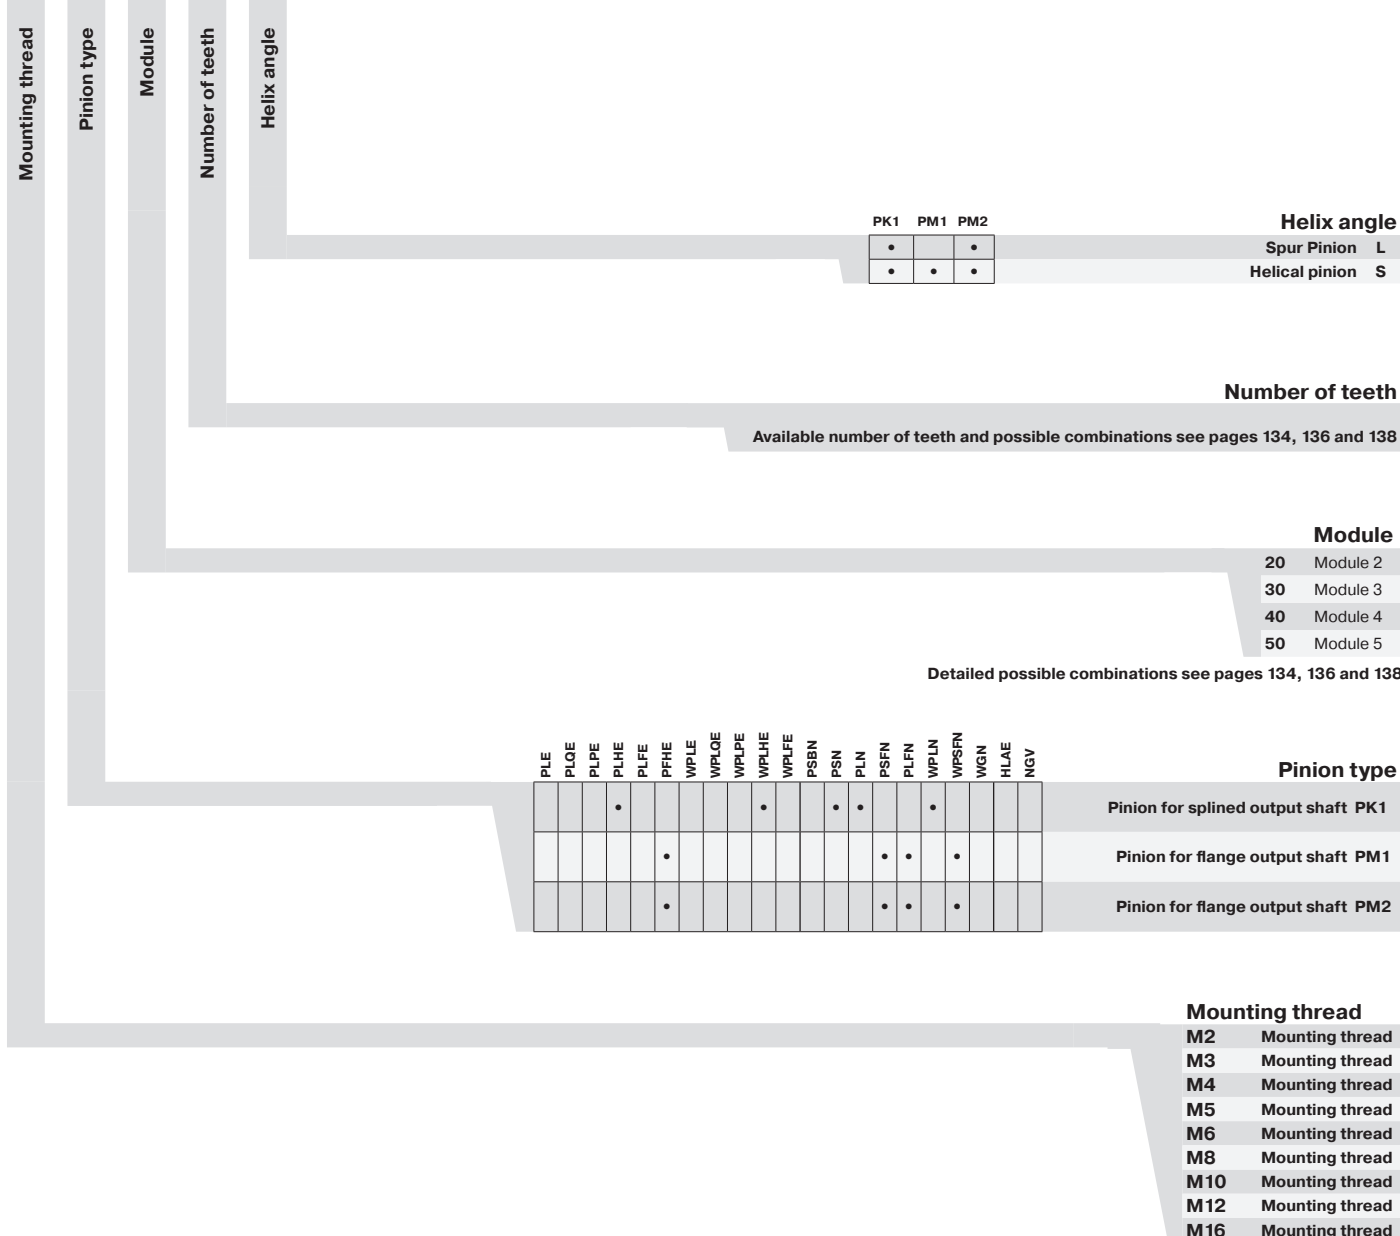 Mounting thread
Pinion type
Module
Number of teeth
Helix angle
PK1 PM1 PM2
Helix angle
• •
Spur Pinion L
• • •
Helical pinion S
Number of teeth
Available number of teeth and possible combinations see pages 134, 136 and 138
Module
20 Module 2
30 Module 3
40 Module 4
50 Module 5
Detailed possible combinations see pages 134, 136 and 138
PLE
PLQE
PLPE
PLHE
PLFE
PFHE
WPLE
WPLQE
WPLPE
WPLHE
WPLFE
PSBN
PSN
PLN
PSFN
PLFN
WPLN
WPSFN
WGN
HLAE
NGV
Pinion type
• • • • •
Pinion for splined output shaft PK1
• • • •
Pinion for flange output shaft PM1
• • • •
Pinion for flange output shaft PM2
Mounting thread
M2 Mounting thread
M3 Mounting thread
M4 Mounting thread
M5 Mounting thread
M6 Mounting thread
M8 Mounting thread
M10 Mounting thread
M12 Mounting thread
M16 Mounting thread